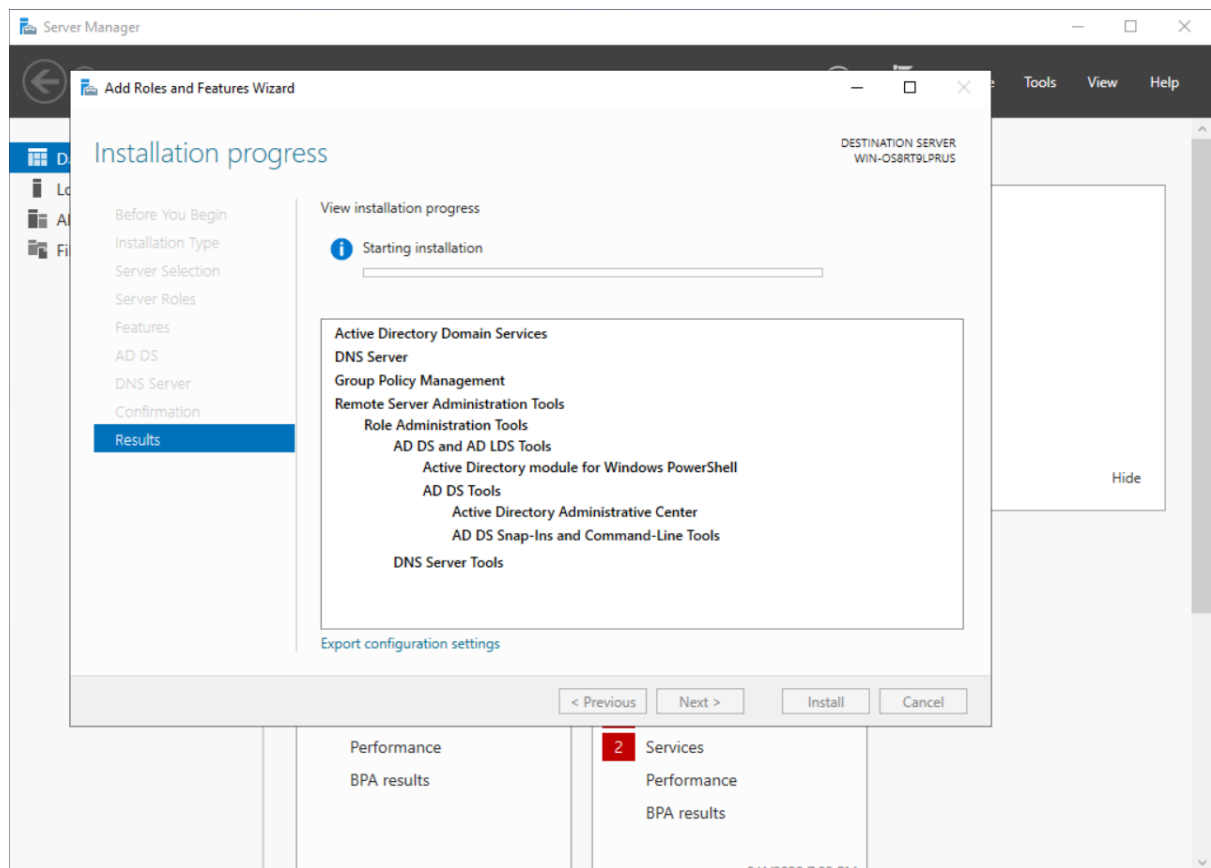 Server Manager
Add Roles and Features Wizard
Tools View Help
Installation progress
DESTINATION SERVER
WIN-OS8RT9LPRUS
Before You Begin
Installation Type
Server Selection
Server Roles
Features
AD DS
DNS Server
Confirmation
Results
View installation progress
Starting installation
Active Directory Domain Services
DNS Server
Group Policy Management
Remote Server Administration Tools
Role Administration Tools
AD DS and AD LDS Tools
Active Directory module for Windows PowerShell
AD DS Tools
Active Directory Administrative Center
AD DS Snap-Ins and Command-Line Tools
DNS Server Tools
Export configuration settings
< Previous Next > Install Cancel
Hide
Performance
BPA results
2 Services
Performance
BPA results